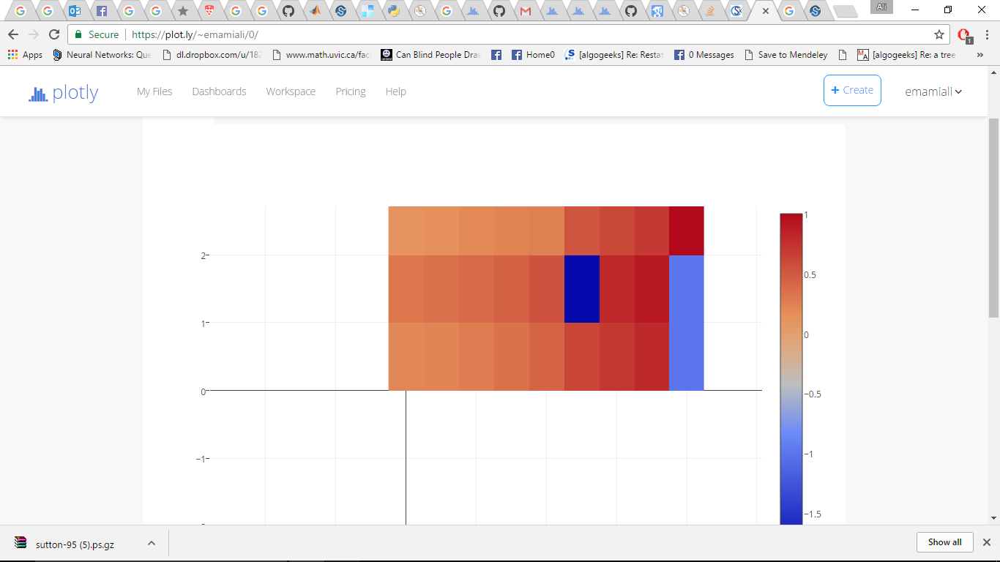 Ali
Secure https://plot.ly/~emamiali/0/
Apps Neural Networks: Que dl.dropbox.com/u/182 www.math.uvic.ca/fac Can Blind People Draw Home0 [algogeeks] Re: Restat 0 Messages Save to Mendeley [algogeeks] Re: a tree »
plotly My Files Dashboards Workspace Pricing Help + Create emamiali
1
2
0.5
1
0
0
−0.5
−1
−1
−1.5
sutton-95 (5).ps.gz Show all